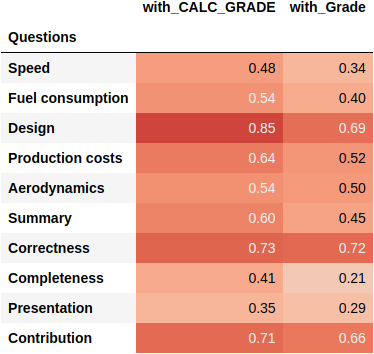 with_CALC_GRADE with_Grade
Questions
Speed 0.48 0.34
Fuel consumption 0.54 0.40
Design 0.85 0.69
Production costs 0.64 0.52
Aerodynamics 0.54 0.50
Summary 0.60 0.45
Correctness 0.73 0.72
Completeness 0.41 0.21
Presentation 0.35 0.29
Contribution 0.71 0.66